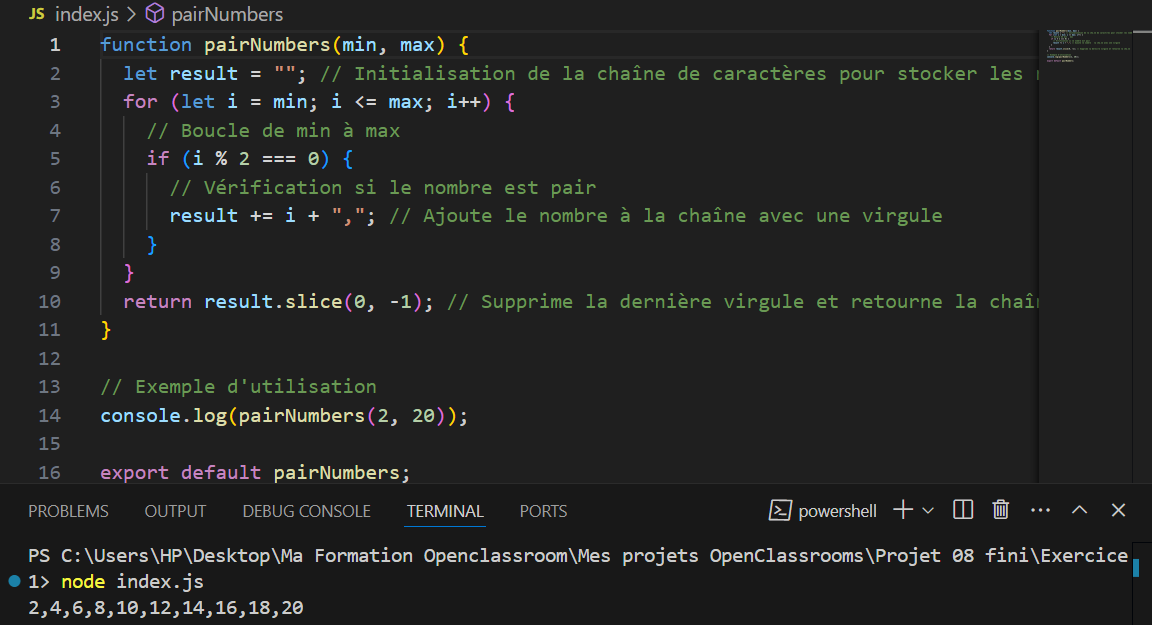 JS index.js > pairNumbers
1 function pairNumbers(min, max) {
2 let result = ""; // Initialisation de la chaîne de caractères pour stocker les
3 for (let i = min; i <= max; i++) {
4 // Boucle de min à max
5 if (i % 2 === 0) {
6 // Vérification si le nombre est pair
7 result += i + ","; // Ajoute le nombre à la chaîne avec une virgule
8 }
9 }
10 return result.slice(0, -1); // Supprime la dernière virgule et retourne la chaî
11 }
12
13 // Exemple d'utilisation
14 console.log(pairNumbers(2, 20));
15
16 export default pairNumbers;
PROBLEMS OUTPUT DEBUG CONSOLE TERMINAL PORTS powershell
PS C:\Users\HP\Desktop\Ma Formation Openclassroom\Mes projets OpenClassrooms\Projet 08 fini\Exercice
1> node index.js
2,4,6,8,10,12,14,16,18,20